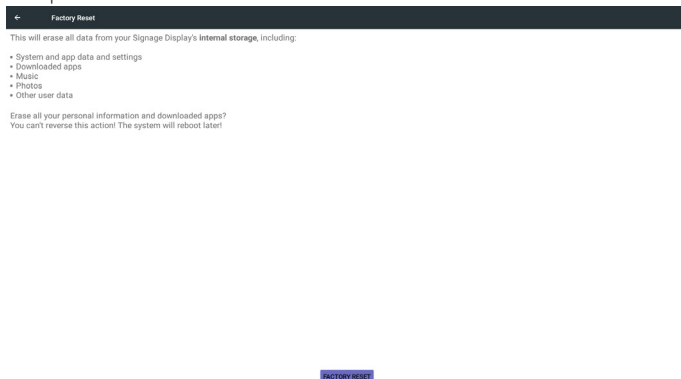 ← Factory Reset
This will erase all data from your Signage Display's internal storage, including:
▪ System and app data and settings
▪ Downloaded apps
▪ Music
▪ Photos
▪ Other user data
Erase all your personal information and downloaded apps?
You can't reverse this action! The system will reboot later!
FACTORY RESET